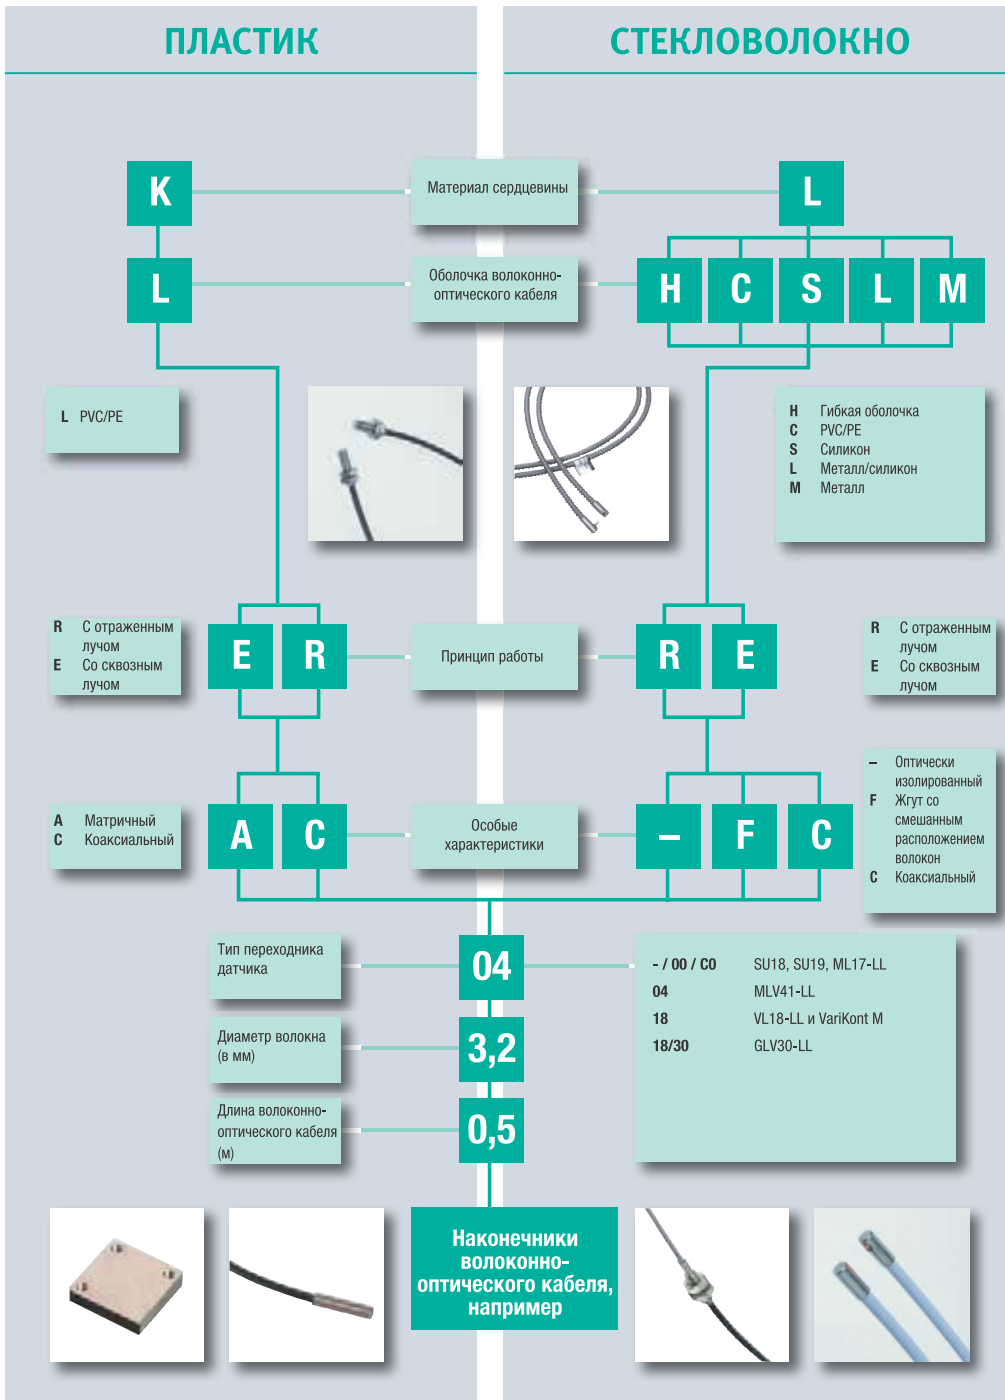 ПЛАСТИК
СТЕКЛОВОЛОКНО
K
Материал сердцевины
L
L
Оболочка волоконно-
оптического кабеля
H C S L M
L PVC/PE
H Гибкая оболочка
C PVC/PE
S Силикон
L Металл/силикон
M Металл
R С отраженным
лучом
E Со сквозным
лучом
E R
Принцип работы
R E
R С отраженным
лучом
E Со сквозным
лучом
A Матричный
C Коаксиальный
A C
Особые
характеристики
– F C
– Оптически
изолированный
F Жгут со
смешанным
расположением
волокон
C Коаксиальный
Тип переходника
датчика
04
- / 00 / C0 SU18, SU19, ML17-LL
04 MLV41-LL
18 VL18-LL и VariKont M
18/30 GLV30-LL
Диаметр волокна
(в мм)
3,2
Длина волоконно-
оптического кабеля
(м)
0,5
Наконечники
волоконно-
оптического кабеля,
например